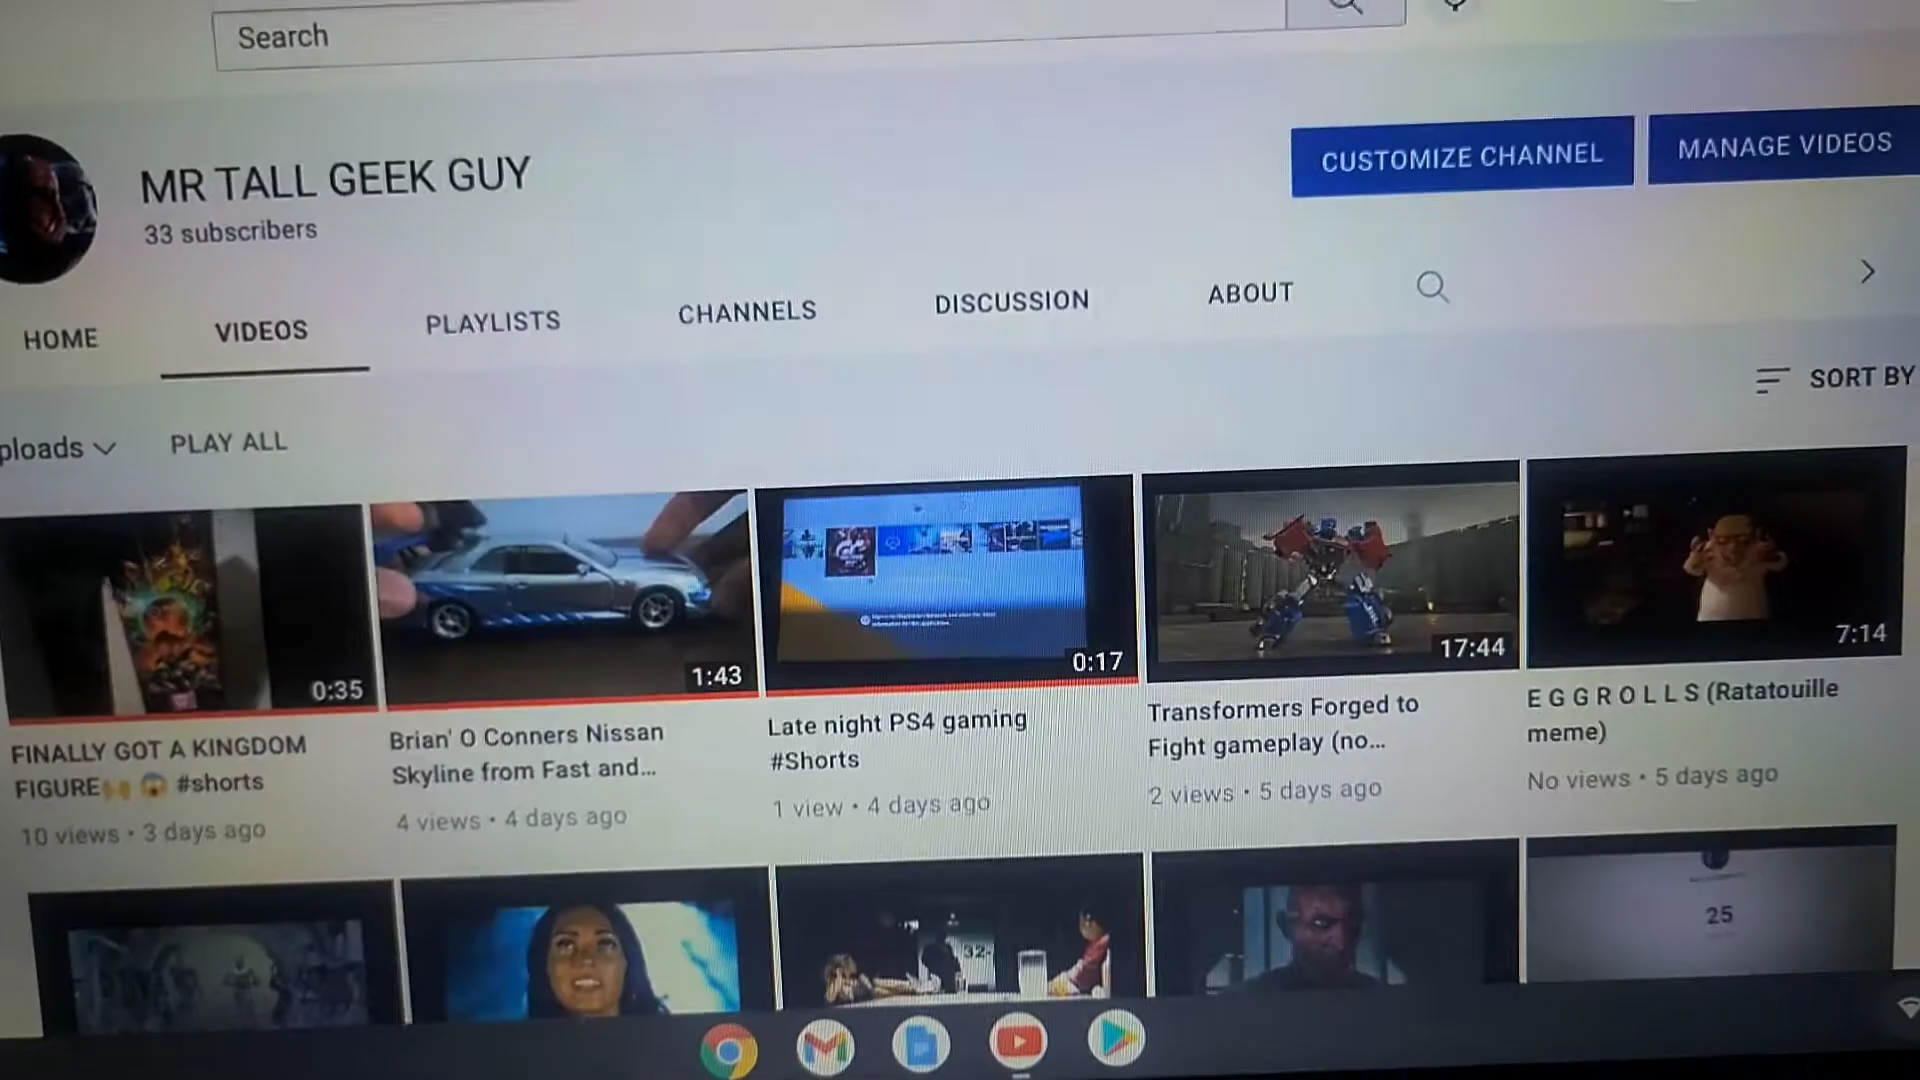 Search
MR TALL GEEK GUY
33 subscribers
CUSTOMIZE CHANNEL
MANAGE VIDEOS
HOME
VIDEOS
PLAYLISTS
CHANNELS
DISCUSSION
ABOUT
ploads
PLAY ALL
SORT BY
0:35
1:43
0:17
17:44
7:14
FINALLY GOT A KINGDOM
FIGURE🙌 😱 #shorts
10 views • 3 days ago
Brian' O Conners Nissan
Skyline from Fast and...
4 views • 4 days ago
Late night PS4 gaming
#Shorts
1 view • 4 days ago
Transformers Forged to
Fight gameplay (no...
2 views • 5 days ago
E G G R O L L S (Ratatouille
meme)
No views • 5 days ago
32
25